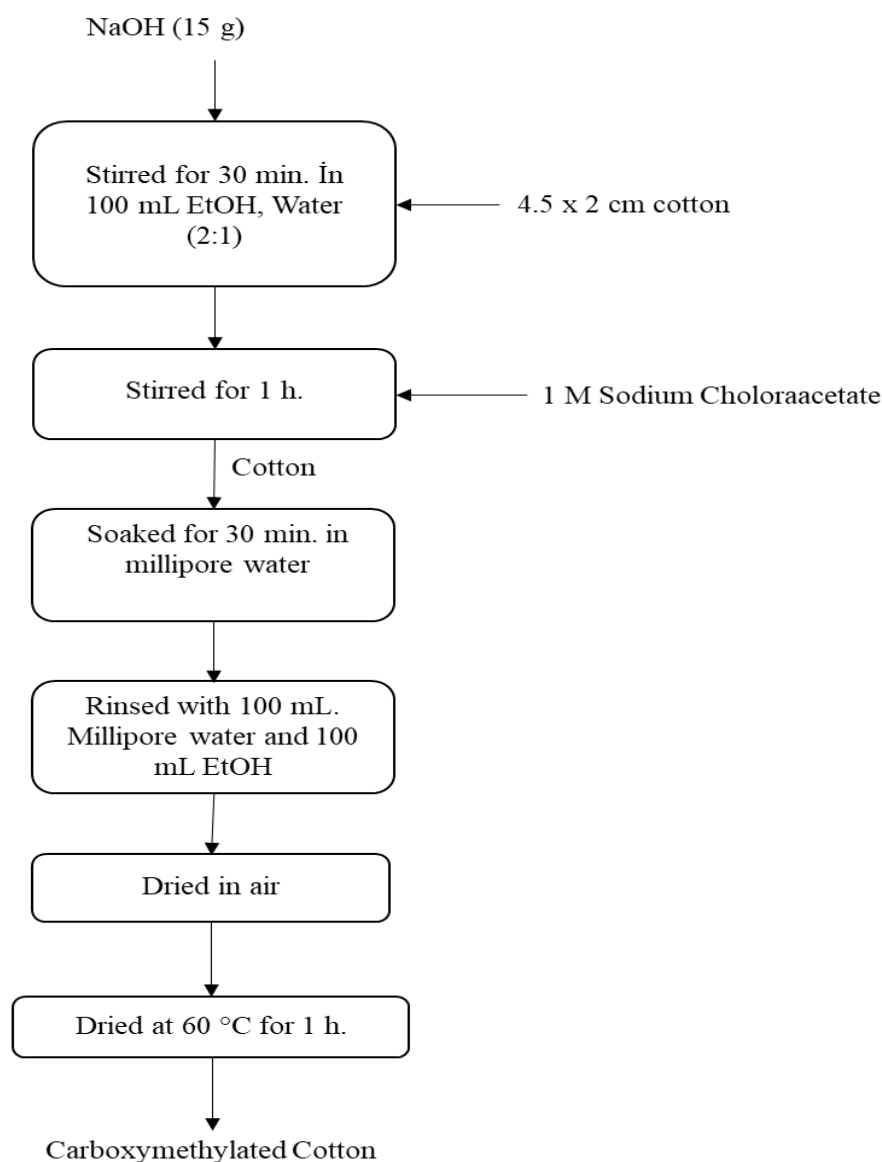 NaOH (15 g)
Stirred for 30 min. İn
100 mL EtOH, Water
(2:1)
4.5 x 2 cm cotton
Stirred for 1 h.
1 M Sodium Choloraacetate
Cotton
Soaked for 30 min. in
millipore water
Rinsed with 100 mL.
Millipore water and 100
mL EtOH
Dried in air
Dried at 60 °C for 1 h.
Carboxymethylated Cotton